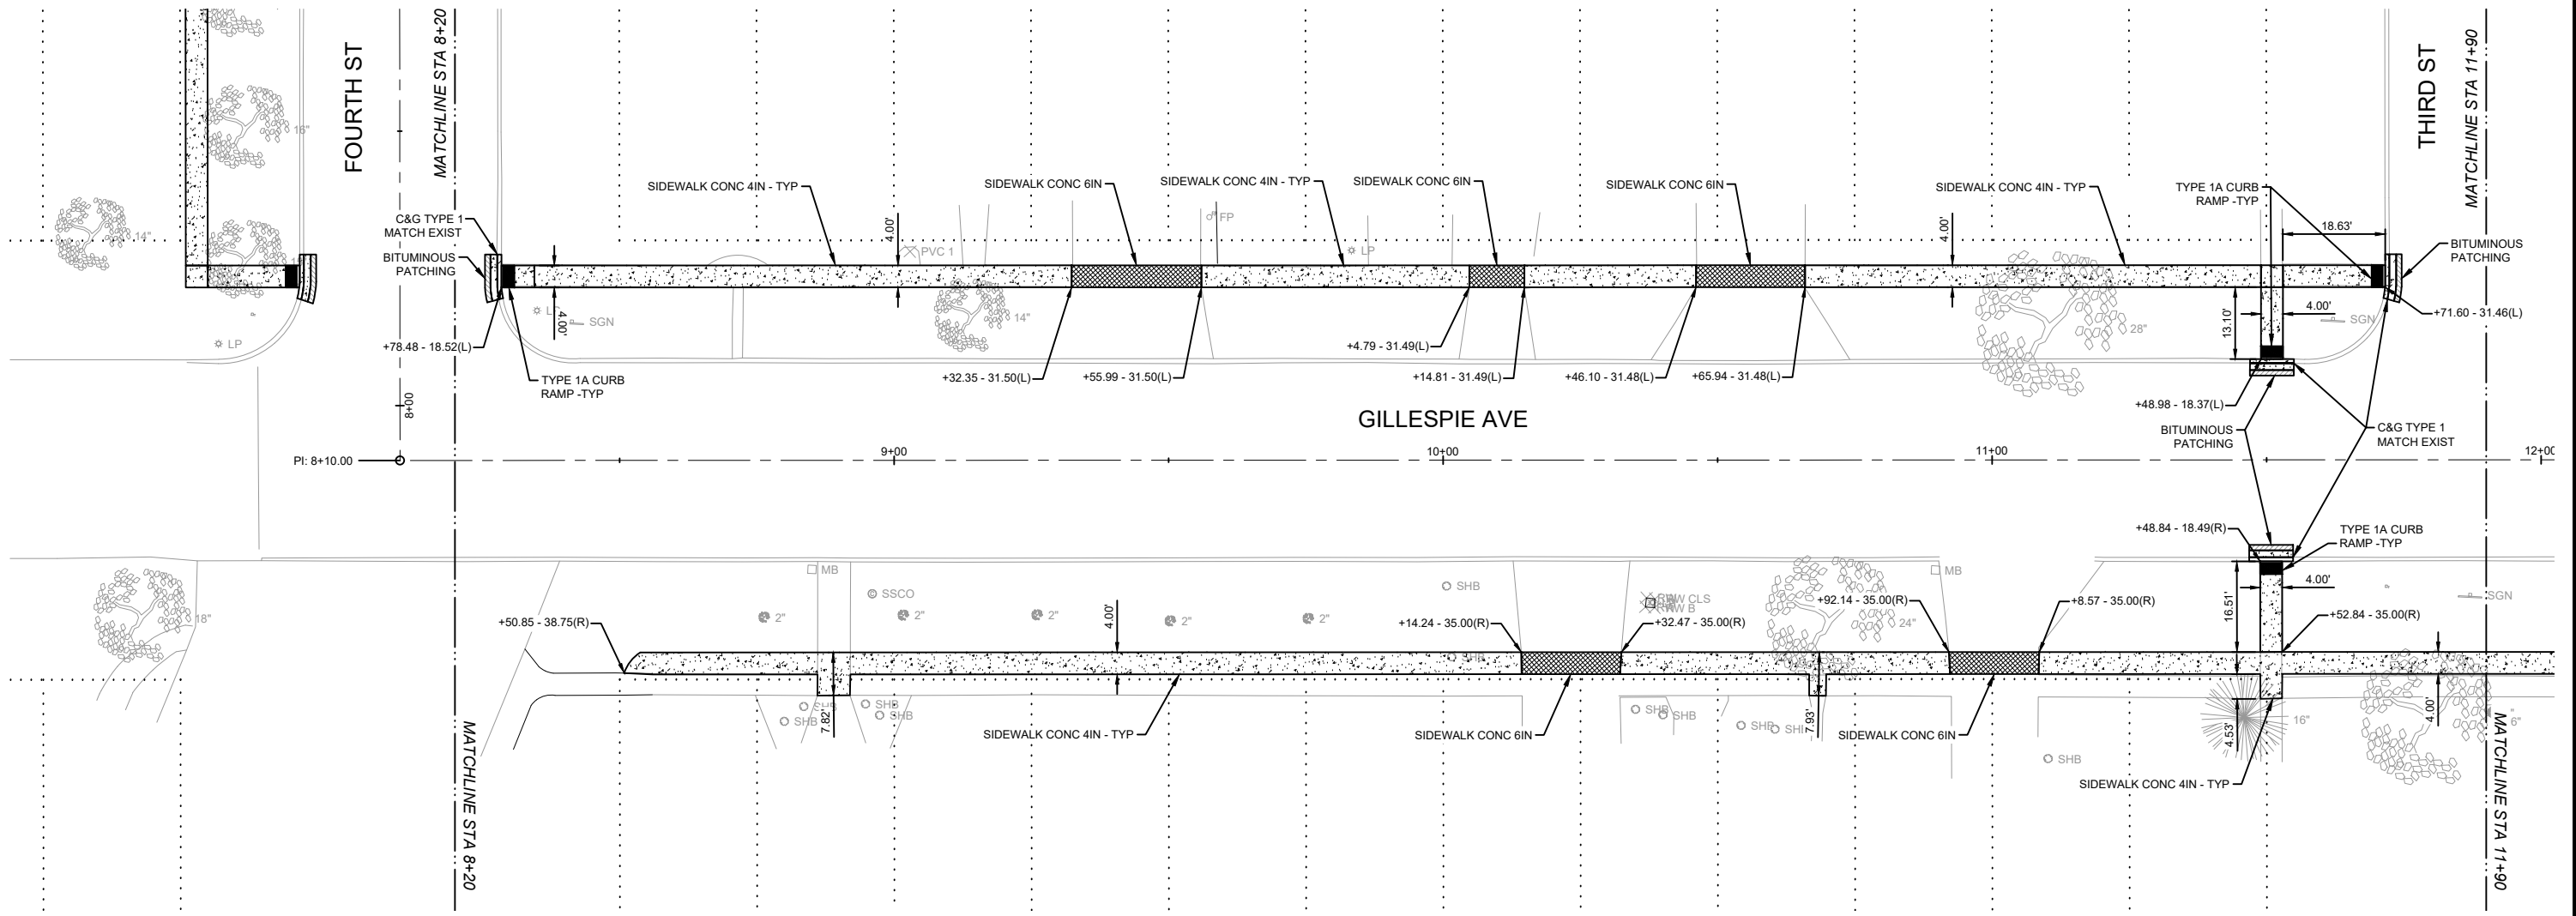 FOURTH ST
MATCHLINE STA 8+20
THIRD ST
MATCHLINE STA 11+90
16"
14"
LP
C&G TYPE 1
MATCH EXIST
BITUMINOUS
PATCHING
SIDEWALK CONC 4IN - TYP
4.00'
PVC 1
SIDEWALK CONC 6IN
FP
SIDEWALK CONC 4IN - TYP
SIDEWALK CONC 6IN
LP
SIDEWALK CONC 6IN
SIDEWALK CONC 4IN - TYP
4.00'
TYPE 1A CURB
RAMP -TYP
18.63'
BITUMINOUS
PATCHING
4.00'
SGN
14"
28"
13.10'
4.00'
SGN
+71.60 - 31.46(L)
+78.48 - 18.52(L)
TYPE 1A CURB
RAMP -TYP
+32.35 - 31.50(L)
+55.99 - 31.50(L)
+4.79 - 31.49(L)
+14.81 - 31.49(L)
+46.10 - 31.48(L)
+65.94 - 31.48(L)
+48.98 - 18.37(L)
BITUMINOUS
PATCHING
C&G TYPE 1
MATCH EXIST
8+00
GILLESPIE AVE
PI: 8+10.00
9+00
10+00
11+00
+48.84 - 18.49(R)
TYPE 1A CURB
RAMP -TYP
MB
SSCO
SHB
MB
18"
2"
2"
2"
2"
2"
24"
+50.85 - 38.75(R)
4.00'
+14.24 - 35.00(R)
+32.47 - 35.00(R)
+92.14 - 35.00(R)
+8.57 - 35.00(R)
16.51'
4.00'
SGN
+52.84 - 35.00(R)
SHB
SHB
SHB
SHB
7.82'
SHB
SHB
SHB
7.93'
4.53'
16"
4.00'
6"
SIDEWALK CONC 4IN - TYP
SIDEWALK CONC 6IN
SIDEWALK CONC 6IN
SHB
SIDEWALK CONC 4IN - TYP
MATCHLINE STA 8+20
MATCHLINE STA 11+90